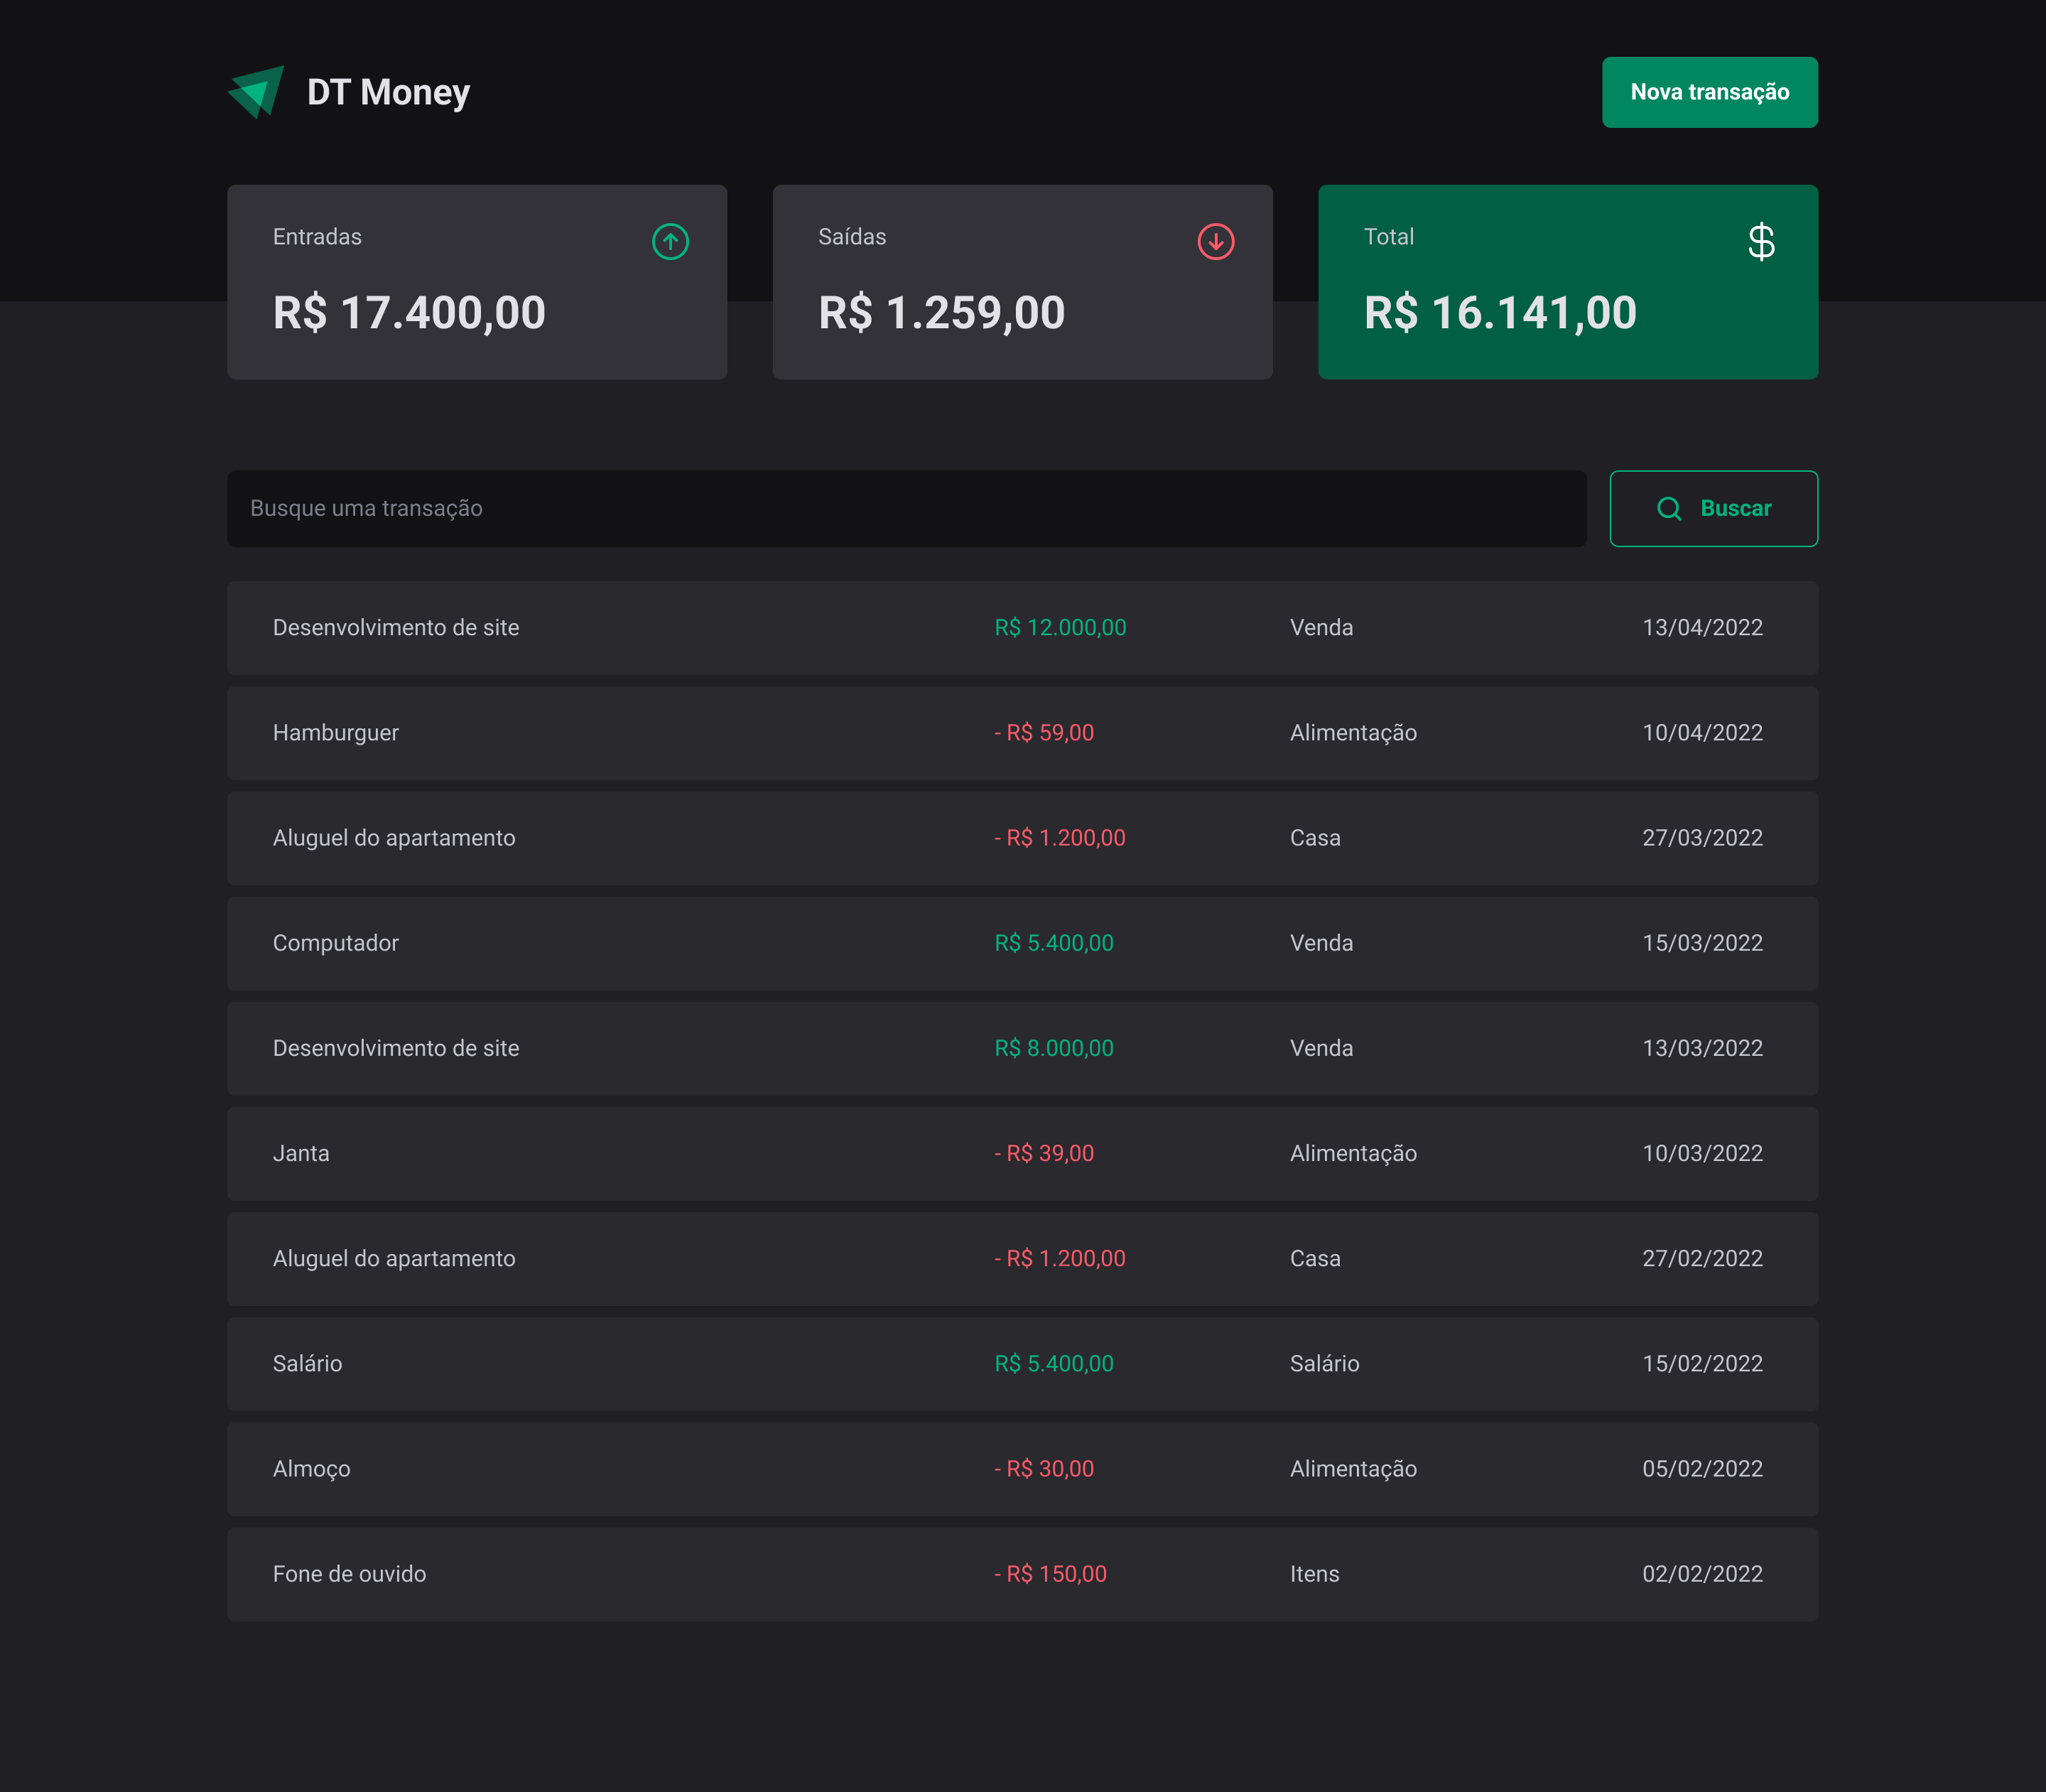 DT Money
Nova transação
Entradas
R$ 17.400,00
Saídas
R$ 1.259,00
Total
R$ 16.141,00
Busque uma transação
Buscar
Desenvolvimento de site R$ 12.000,00 Venda 13/04/2022
Hamburguer - R$ 59,00 Alimentação 10/04/2022
Aluguel do apartamento - R$ 1.200,00 Casa 27/03/2022
Computador R$ 5.400,00 Venda 15/03/2022
Desenvolvimento de site R$ 8.000,00 Venda 13/03/2022
Janta - R$ 39,00 Alimentação 10/03/2022
Aluguel do apartamento - R$ 1.200,00 Casa 27/02/2022
Salário R$ 5.400,00 Salário 15/02/2022
Almoço - R$ 30,00 Alimentação 05/02/2022
Fone de ouvido - R$ 150,00 Itens 02/02/2022